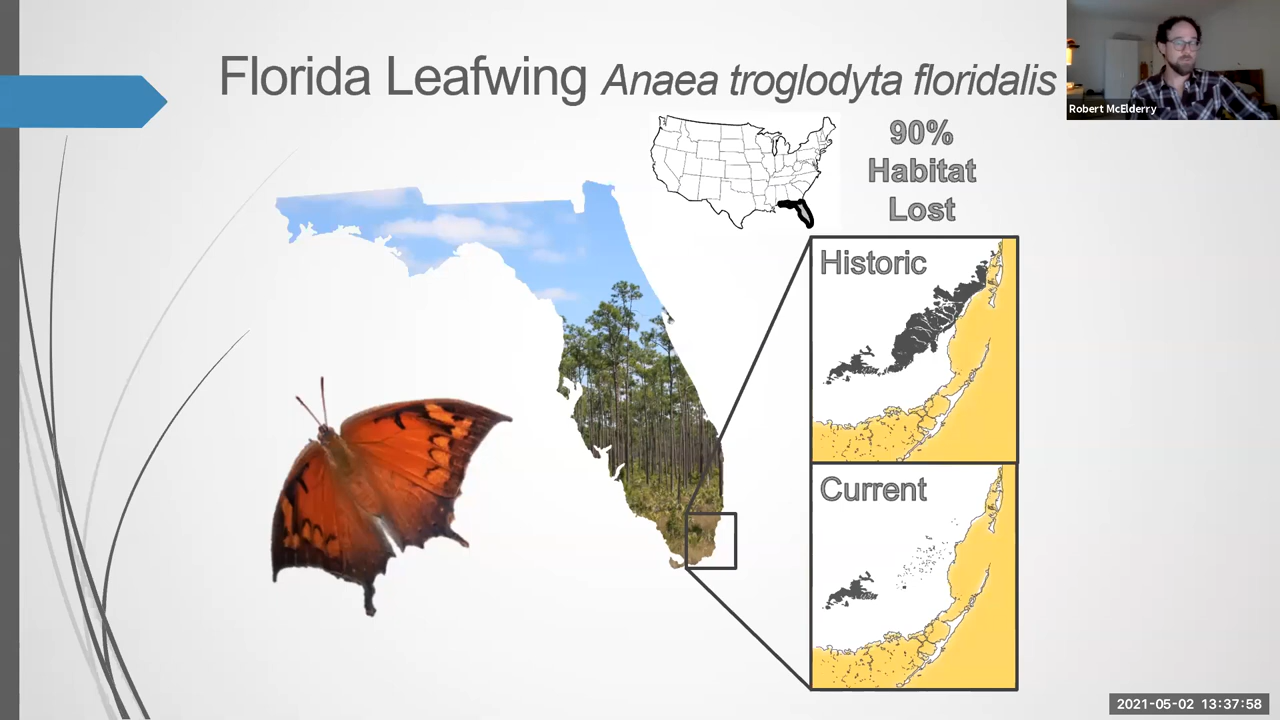 Florida Leafwing Anaea troglodyta floridalis
Robert McElderry
90%
Habitat
Lost
Historic
Current
2021-05-02 13:37:58